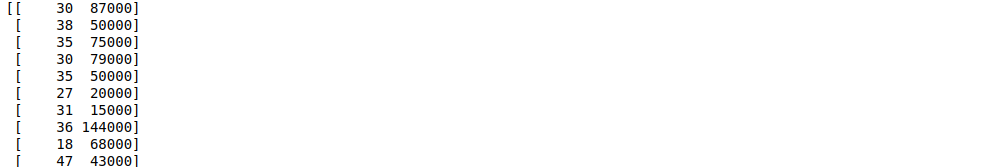 [[    30  87000]
 [    38  50000]
 [    35  75000]
 [    30  79000]
 [    35  50000]
 [    27  20000]
 [    31  15000]
 [    36 144000]
 [    18  68000]
 [    47  43000]